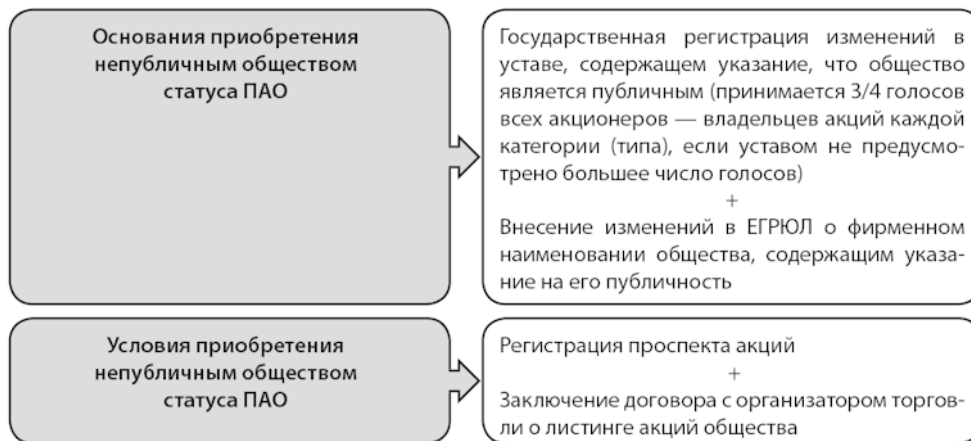 Основания приобретения
непубличным обществом
статуса ПАО
Государственная регистрация изменений в
уставе, содержащем указание, что общество
является публичным (принимается 3/4 голосов
всех акционеров — владельцев акций каждой
категории (типа), если уставом не предусмо-
трено большее число голосов)
+
Внесение изменений в ЕГРЮЛ о фирменном
наименовании общества, содержащим указа-
ние на его публичность
Условия приобретения
непубличным обществом
статуса ПАО
Регистрация проспекта акций
+
Заключение договора с организатором торгов-
ли о листинге акций общества